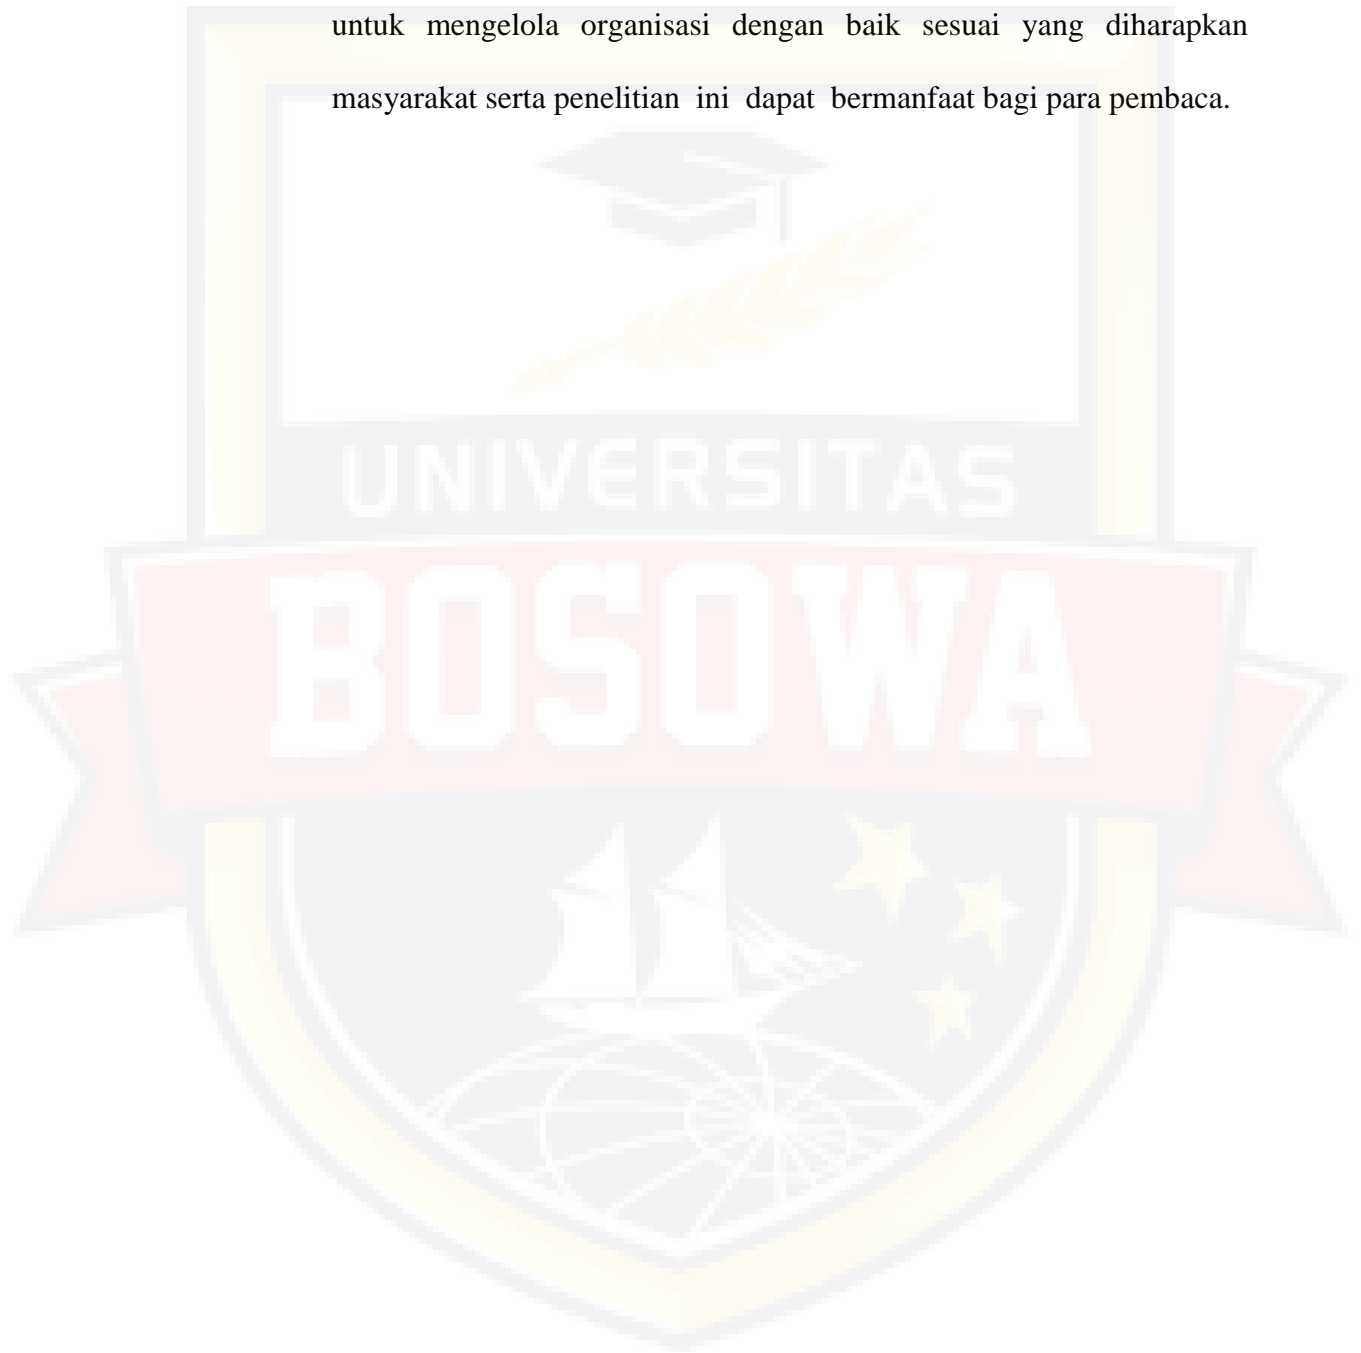 untuk mengelola organisasi dengan baik sesuai yang diharapkan
masyarakat serta penelitian ini dapat bermanfaat bagi para pembaca.
UNIVERSITAS
BOSOWA